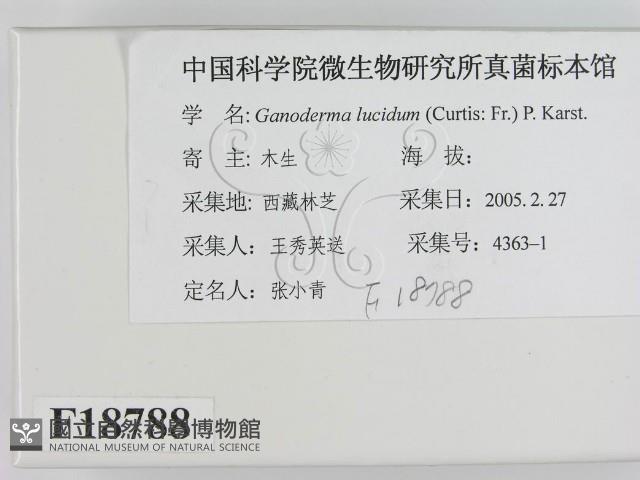 中国科学院微生物研究所真菌标本馆
学 名: Ganoderma lucidum (Curtis: Fr.) P. Karst.
寄 主: 木生 海 拔：
采集地: 西藏林芝 采集日：2005. 2. 27
采集人：王秀英送 采集号：4363–1
定名人：张小青 F 18788
F18788
國立自然科學博物館
NATIONAL MUSEUM OF NATURAL SCIENCE